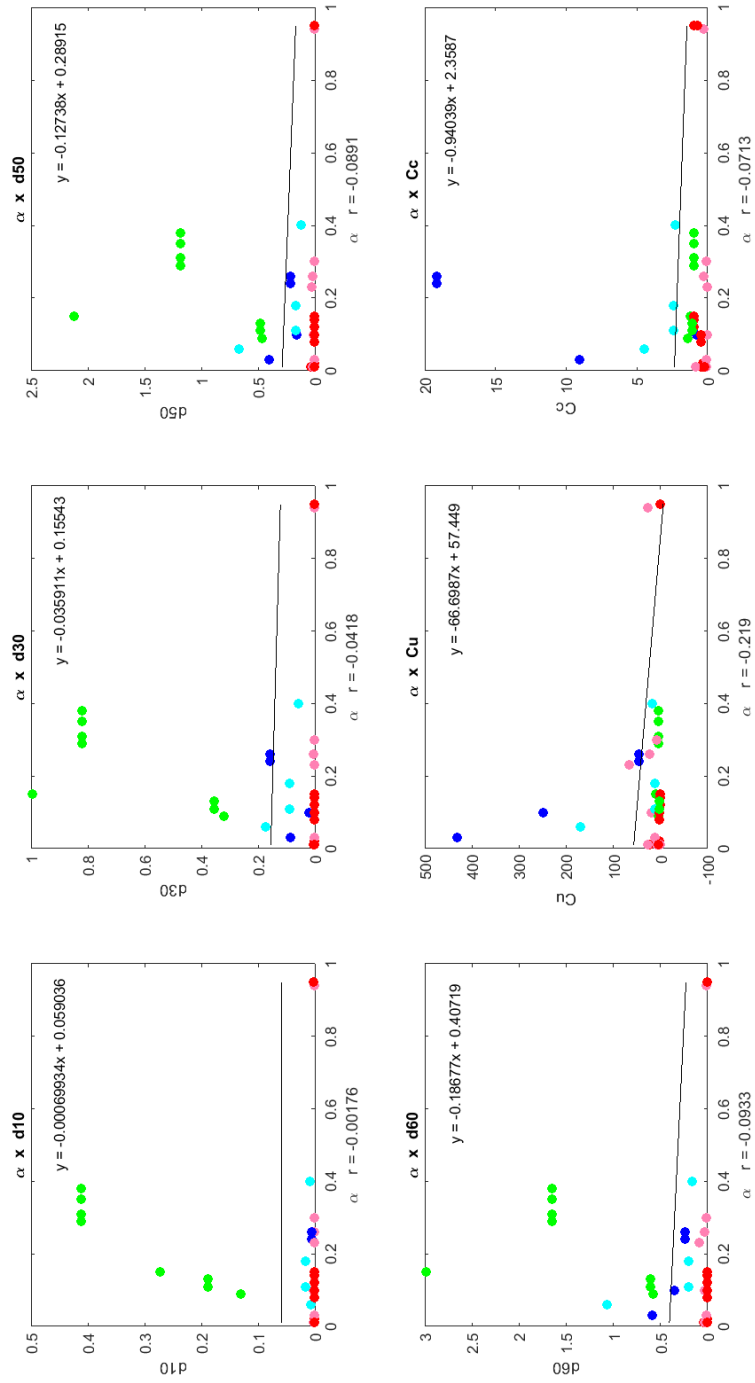 α x d10
y = -0.00069934x + 0.059036
0.5
0.4
0.3
0.2
0.1
0
d10
0 0.2 0.4 0.6 0.8 1
α r = -0.00176
α x d30
y = -0.035911x + 0.15543
1
0.8
0.6
0.4
0.2
0
d30
0 0.2 0.4 0.6 0.8 1
α r = -0.0418
α x d50
y = -0.12738x + 0.28915
2.5
2
1.5
1
0.5
0
d50
0 0.2 0.4 0.6 0.8 1
α r = -0.0891
α x d60
y = -0.18677x + 0.40719
3
2.5
2
1.5
1
0.5
0
d60
0 0.2 0.4 0.6 0.8 1
α r = -0.0933
α x Cu
y = -66.6987x + 57.449
500
400
300
200
100
0
-100
Cu
0 0.2 0.4 0.6 0.8 1
α r = -0.219
α x Cc
y = -0.94039x + 2.3587
20
15
10
5
0
Cc
0 0.2 0.4 0.6 0.8 1
α r = -0.0713